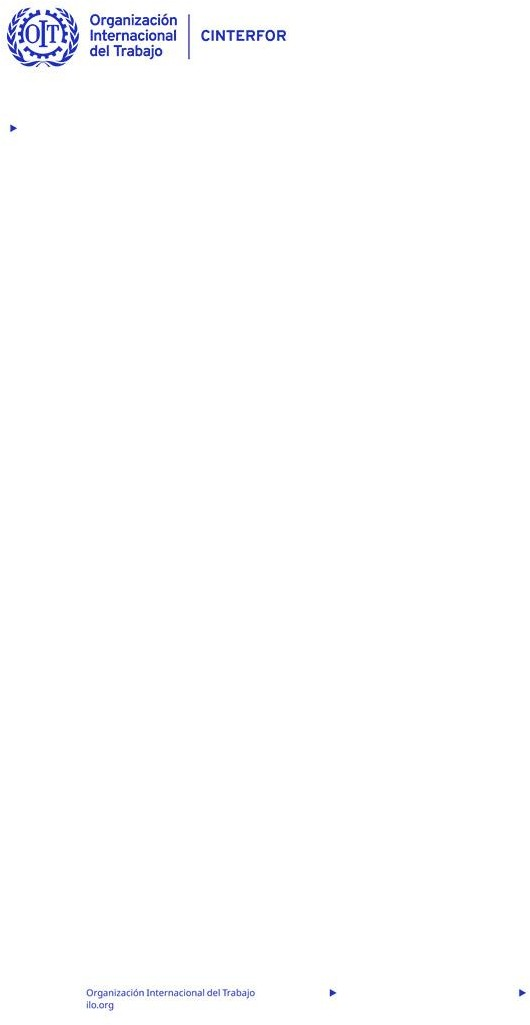 OIT
Organización
Internacional
del Trabajo
CINTERFOR
Organización Internacional del Trabajo
ilo.org